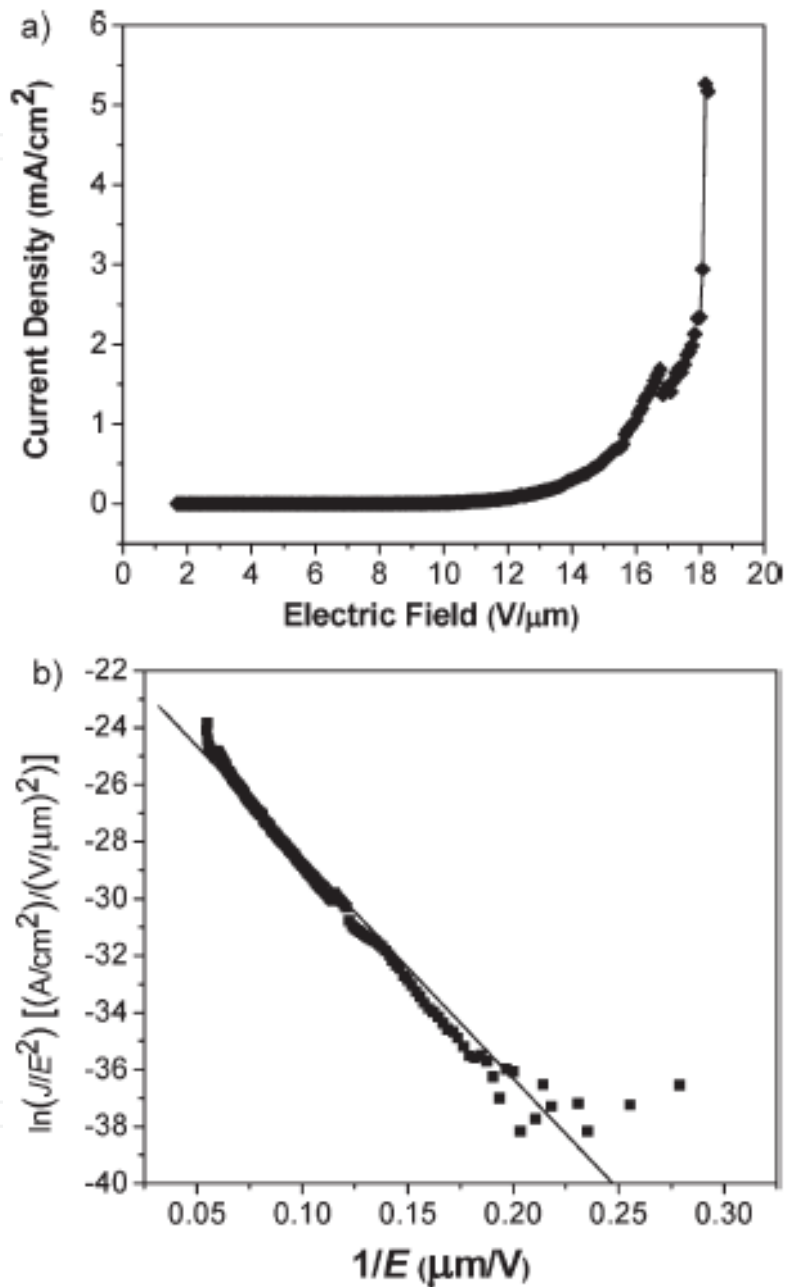 a)
6
5
4
3
2
1
0
Current Density (mA/cm²)
0 2 4 6 8 10 12 14 16 18 20
Electric Field (V/μm)
b)
-22
-24
-26
-28
-30
-32
-34
-36
-38
-40
ln(J/E²) [(A/cm²)/(V/μm)²)]
0.05 0.10 0.15 0.20 0.25 0.30
1/E (μm/V)